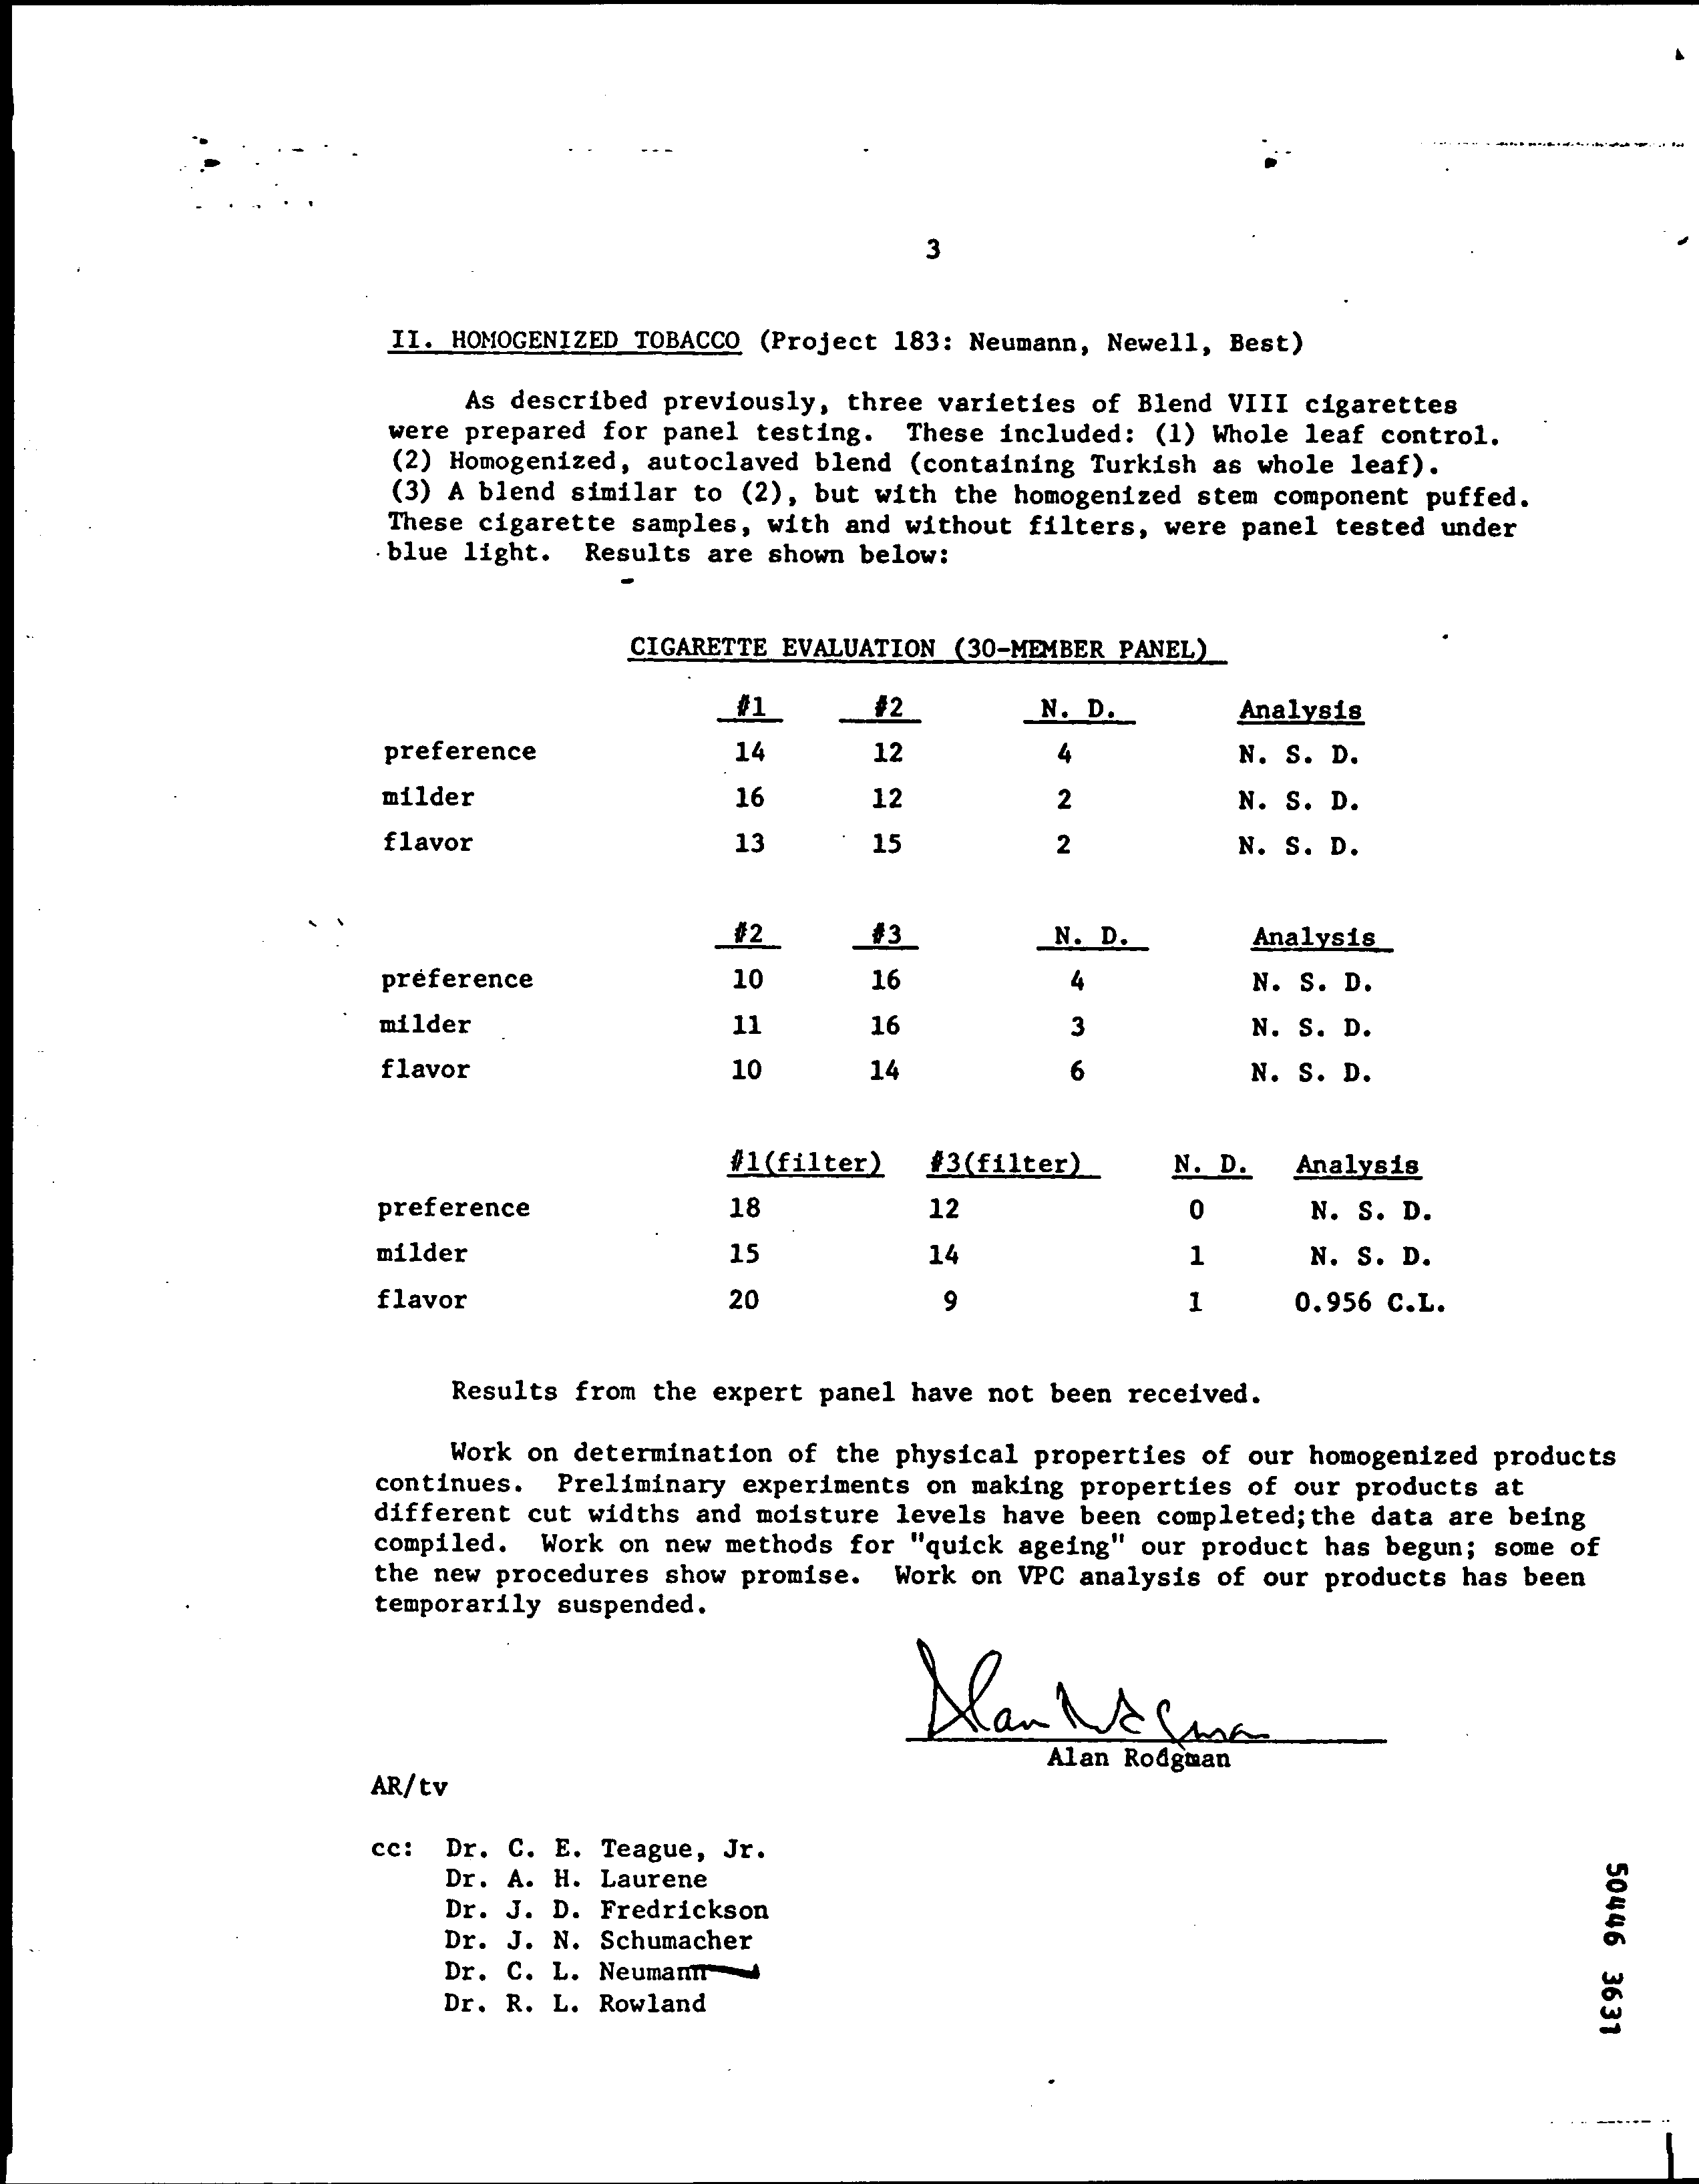 3
II. HOMOGENIZED TOBACCO (Project 183: Neumann, Newell, Best)
As described previously, three varieties of Blend VIII cigarettes
were prepared for panel testing. These included: (1) Whole leaf control.
(2) Homogenized, autoclaved blend (containing Turkish as whole leaf).
(3) A blend similar to (2), but with the homogenized stem component puffed.
These cigarette samples, with and without filters, were panel tested under
blue light. Results are shown below:
CIGARETTE EVALUATION (30-MEMBER PANEL)
#1 #2 N. D. Analysis
preference 14 12 4 N. S. D.
milder 16 12 2 N. S. D.
flavor 13 15 2 N. S. D.
#2 #3 N. D. Analysis
preference 10 16 4 N. S. D.
milder 11 16 3 N. S. D.
flavor 10 14 6 N. S. D.
#1(filter) #3(filter) N. D. Analysis
preference 18 12 0 N. S. D.
milder 15 14 1 N. S. D.
flavor 20 9 1 0.956 C.L.
Results from the expert panel have not been received.
Work on determination of the physical properties of our homogenized products
continues. Preliminary experiments on making properties of our products at
different cut widths and moisture levels have been completed;the data are being
compiled. Work on new methods for "quick ageing" our product has begun; some of
the new procedures show promise. Work on VPC analysis of our products has been
temporarily suspended.
Alan Rodgman
AR/tv
cc: Dr. C. E. Teague, Jr.
Dr. A. H. Laurene
Dr. J. D. Fredrickson
Dr. J. N. Schumacher
Dr. C. L. Neumann
Dr. R. L. Rowland
50446 3631